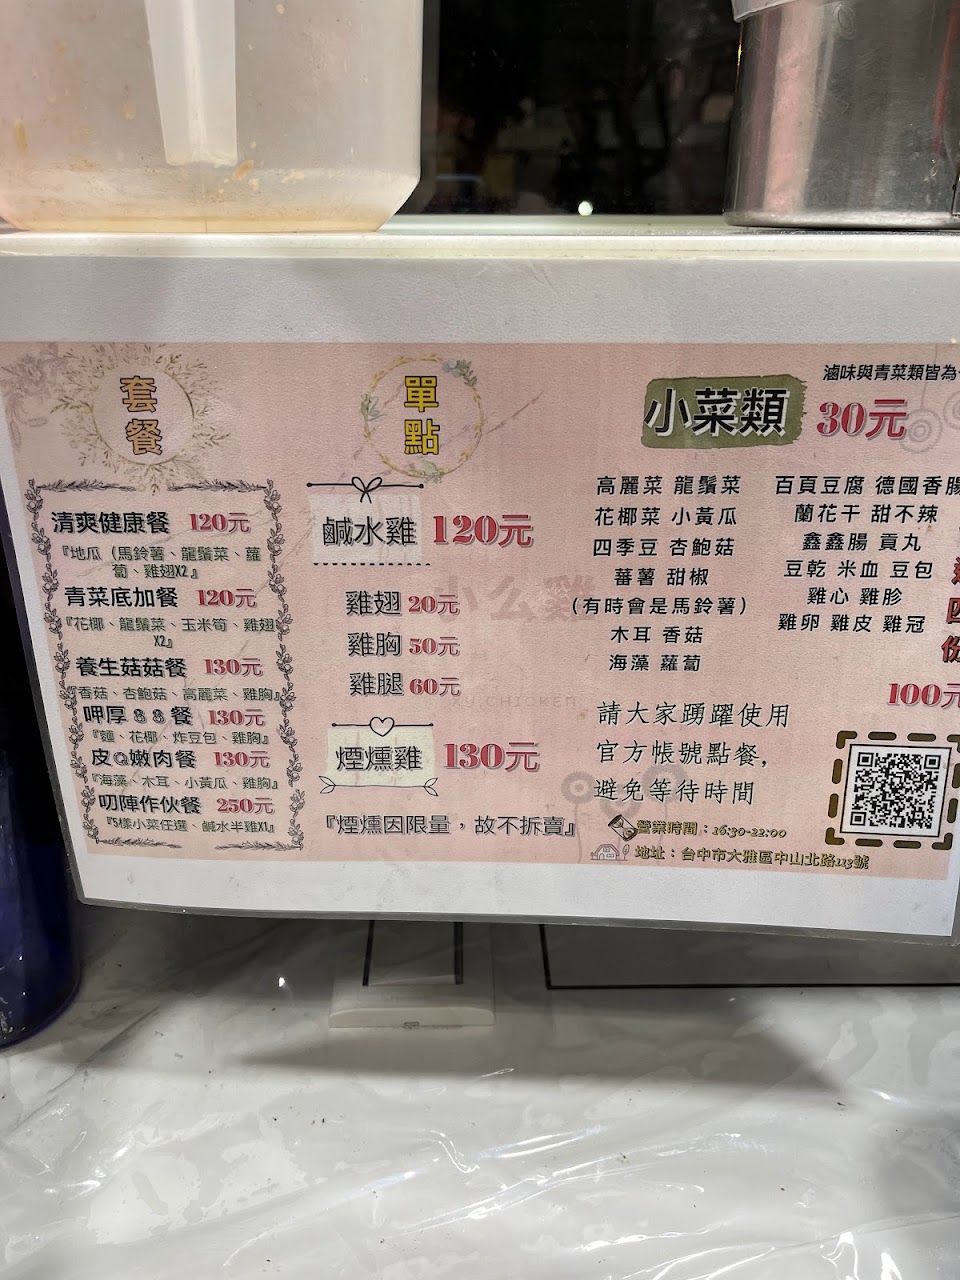 套餐
清爽健康餐 120元
『地瓜（馬鈴薯、龍鬚菜、蘿
蔔、雞翅X2』
青菜底加餐 120元
『花椰、龍鬚菜、玉米筍、雞翅
X2』
養生菇菇餐 130元
『香菇、杏鮑菇、高麗菜、雞胸』
呷厚８８餐 130元
『麵、花椰、炸豆包、雞胸』
皮Q嫩肉餐 130元
『海藻、木耳、小黃瓜、雞胸』
叨陣作伙餐 250元
『5樣小菜任選、鹹水半雞X1』
單點
鹹水雞 120元
雞翅 20元
雞胸 50元
雞腿 60元
煙燻雞 130元
『煙燻因限量，故不拆賣』
小么雞
XU.CHICKEN
滷味與青菜類皆為
小菜類 30元
高麗菜 龍鬚菜
花椰菜 小黃瓜
四季豆 杏鮑菇
蕃薯 甜椒
（有時會是馬鈴薯）
木耳 香菇
海藻 蘿蔔
百頁豆腐 德國香腸
蘭花干 甜不辣
鑫鑫腸 貢丸
豆乾 米血 豆包
雞心 雞胗
雞卵 雞皮 雞冠
四
份
100元
請大家踴躍使用
官方帳號點餐，
避免等待時間
營業時間：16:30-22:00
地址：台中市大雅區中山北路113號